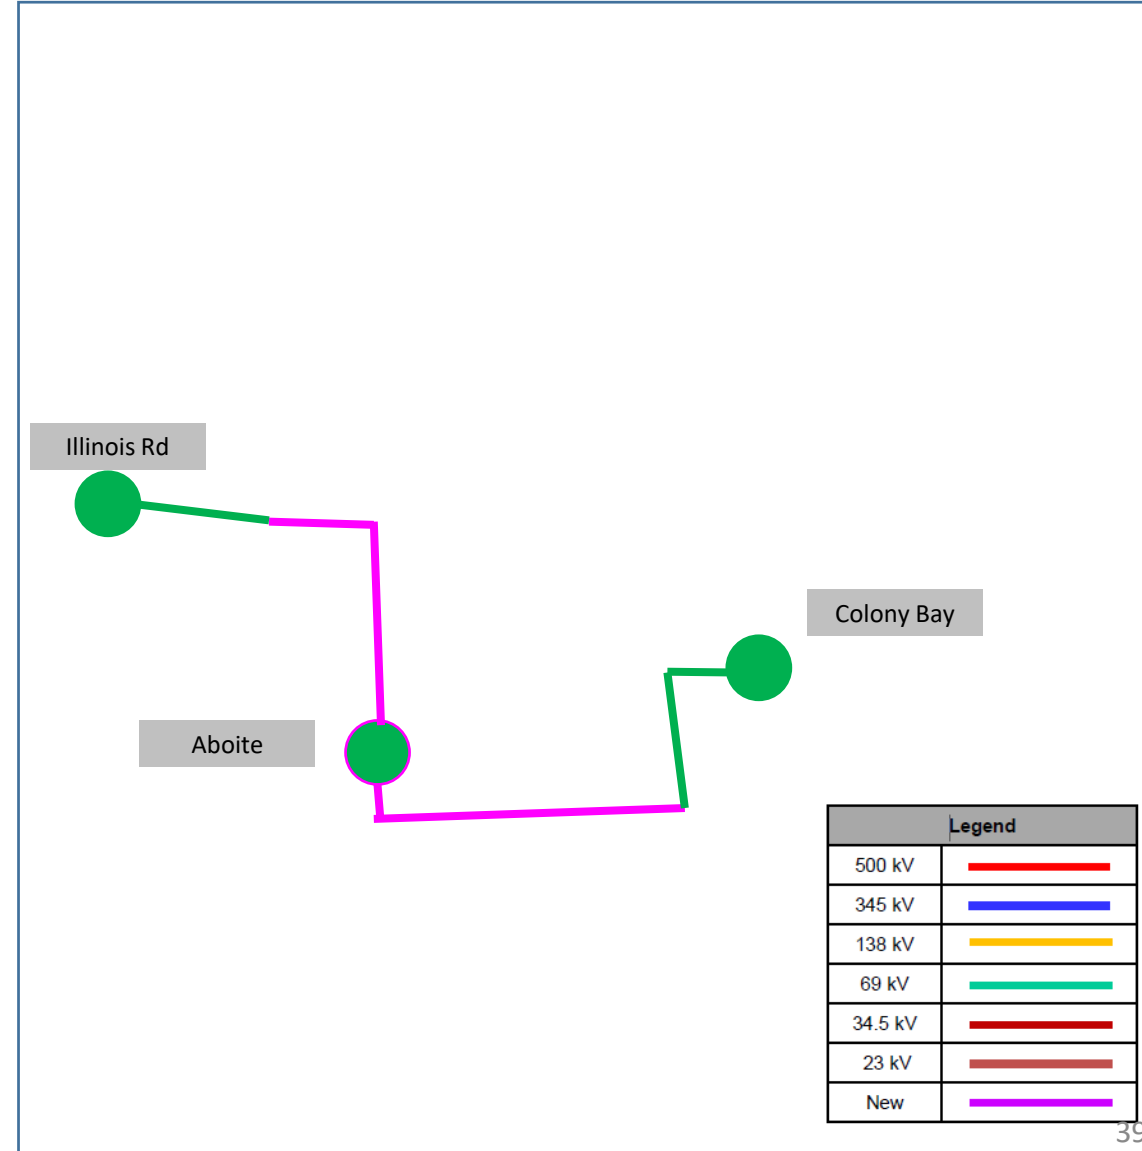 Illinois Rd
Colony Bay
Aboite
Legend
500 kV
345 kV
138 kV
69 kV
34.5 kV
23 kV
New
39